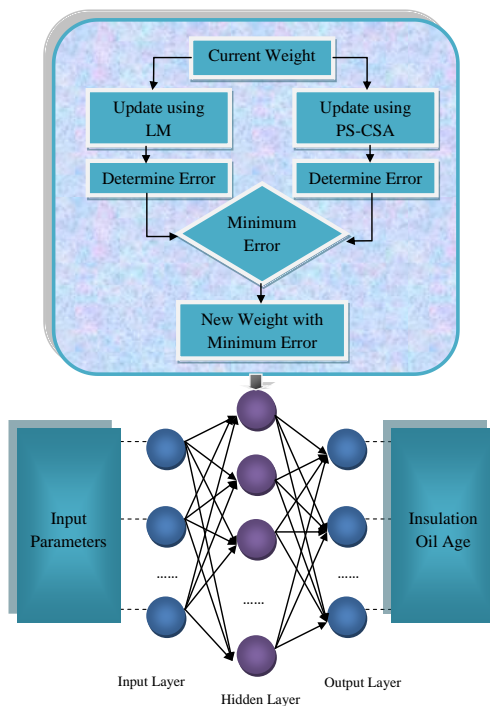 Current Weight
Update using
LM
Update using
PS-CSA
Determine Error
Determine Error
Minimum
Error
New Weight with
Minimum Error
Input
Parameters
Insulation
Oil Age
......
......
......
Input Layer
Hidden Layer
Output Layer